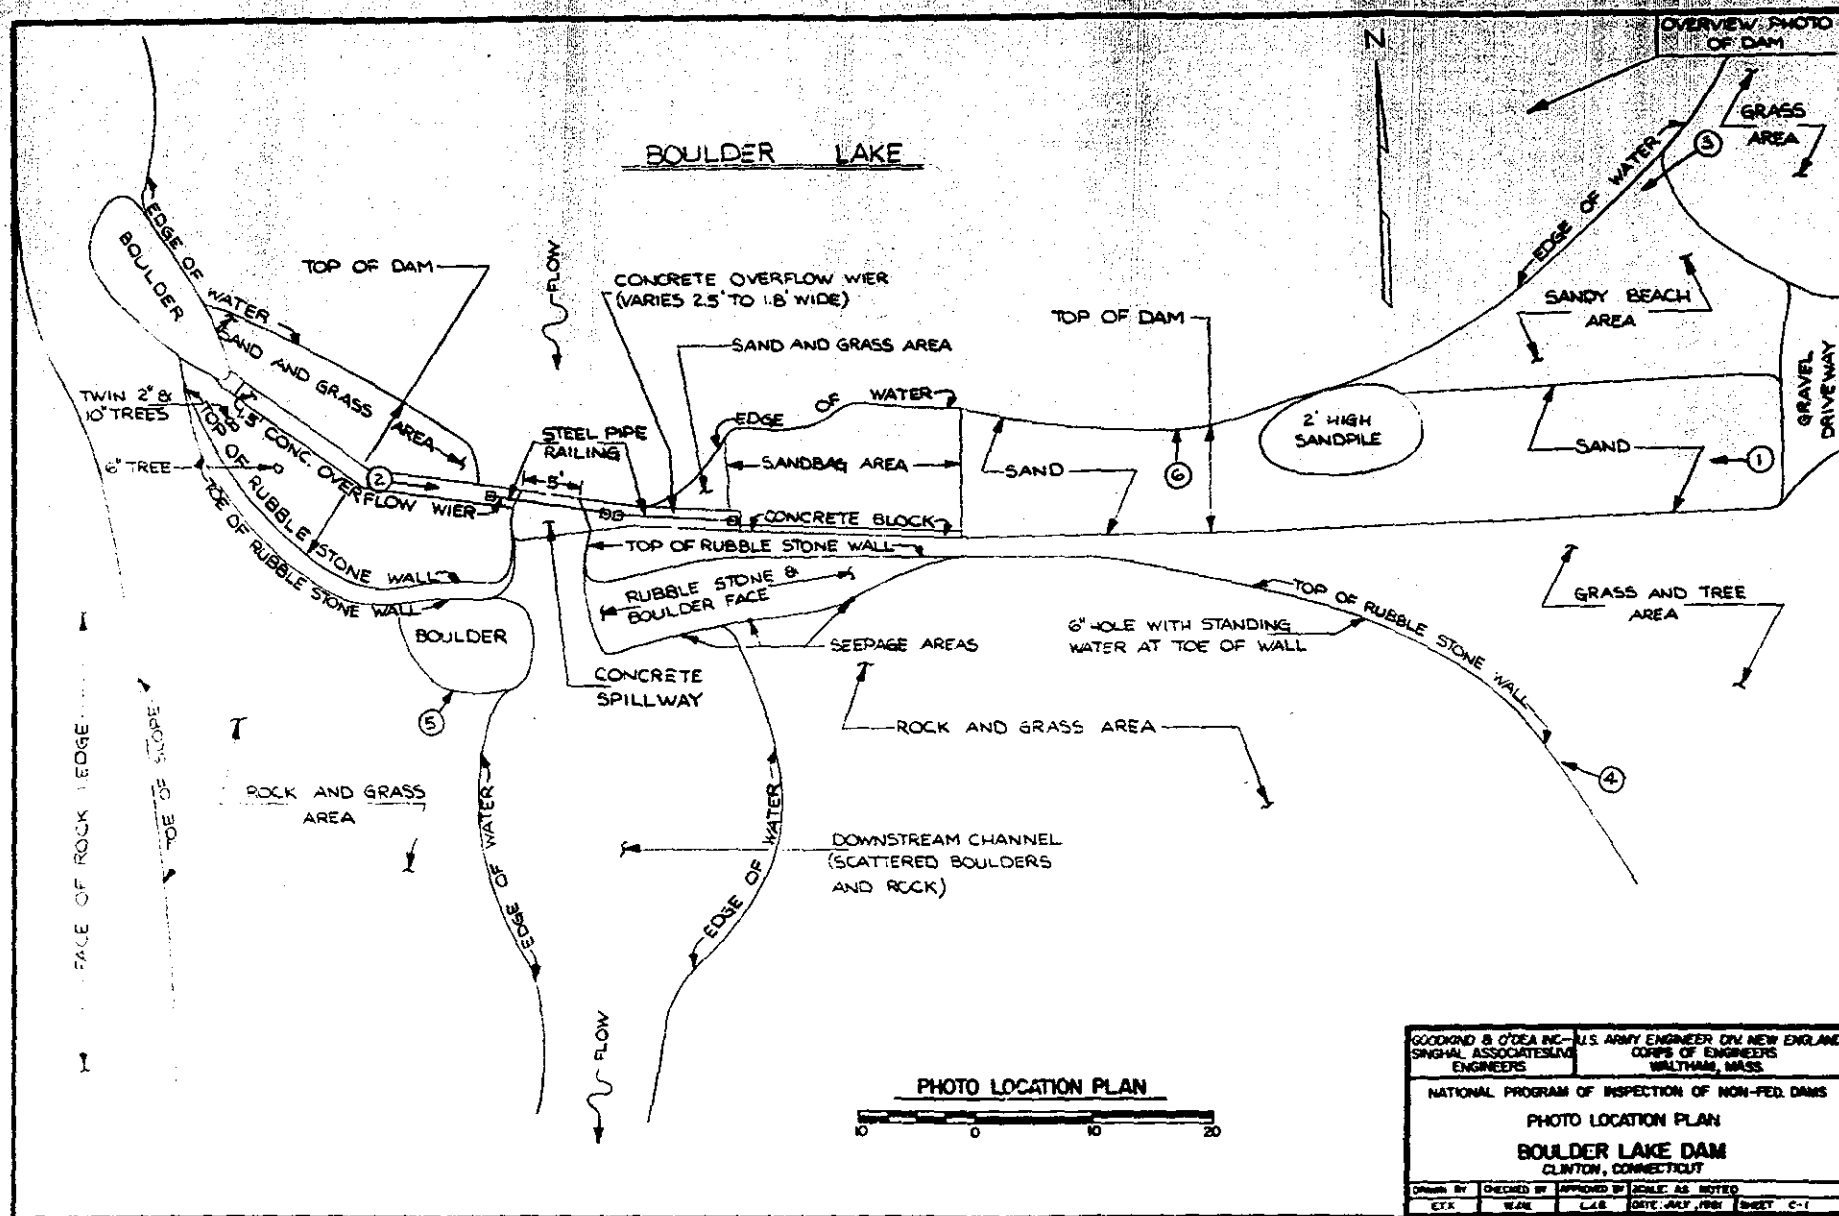 OVERVIEW PHOTO
OF DAM
N
GRASS
AREA
3
BOULDER LAKE
EDGE OF WATER
EDGE OF WATER
BOULDER
TOP OF DAM
FLOW
CONCRETE OVERFLOW WIER
(VARIES 2.5' TO 1.8' WIDE)
SAND AND GRASS AREA
TOP OF DAM
SANDY BEACH
AREA
GRAVEL
DRIVEWAY
SAND AND GRASS AREA
TWIN 2" &
10" TREES
6" TREE
1.5' CONC. OVERFLOW WIER
2
STEEL PIPE
RAILING
5'
EDGE OF WATER
SANDBAG AREA
SAND
6
2' HIGH
SANDPILE
SAND
1
TOP OF RUBBLE STONE WALL
TOE OF RUBBLE STONE WALL
CONCRETE BLOCK
TOP OF RUBBLE STONE WALL
RUBBLE STONE &
BOULDER FACE
BOULDER
SEEPAGE AREAS
6" HOLE WITH STANDING
WATER AT TOE OF WALL
TOP OF RUBBLE STONE WALL
GRASS AND TREE
AREA
CONCRETE
SPILLWAY
5
ROCK AND GRASS AREA
4
FACE OF ROCK LEDGE
TOE OF SLOPE
ROCK AND GRASS
AREA
EDGE OF WATER
EDGE OF WATER
DOWNSTREAM CHANNEL
(SCATTERED BOULDERS
AND ROCK)
FLOW
PHOTO LOCATION PLAN
10 0 10 20
GOODKIND & O'DEA INC.
SINGHAL ASSOCIATES
ENGINEERS
U.S. ARMY ENGINEER DIV. NEW ENGLAND
CORPS OF ENGINEERS
WALTHAM, MASS.
NATIONAL PROGRAM OF INSPECTION OF NON-FED. DAMS
PHOTO LOCATION PLAN
BOULDER LAKE DAM
CLINTON, CONNECTICUT
DRAWN BY CHECKED BY APPROVED BY SCALE: AS NOTED
DATE: JULY, 1981 SHEET C-1